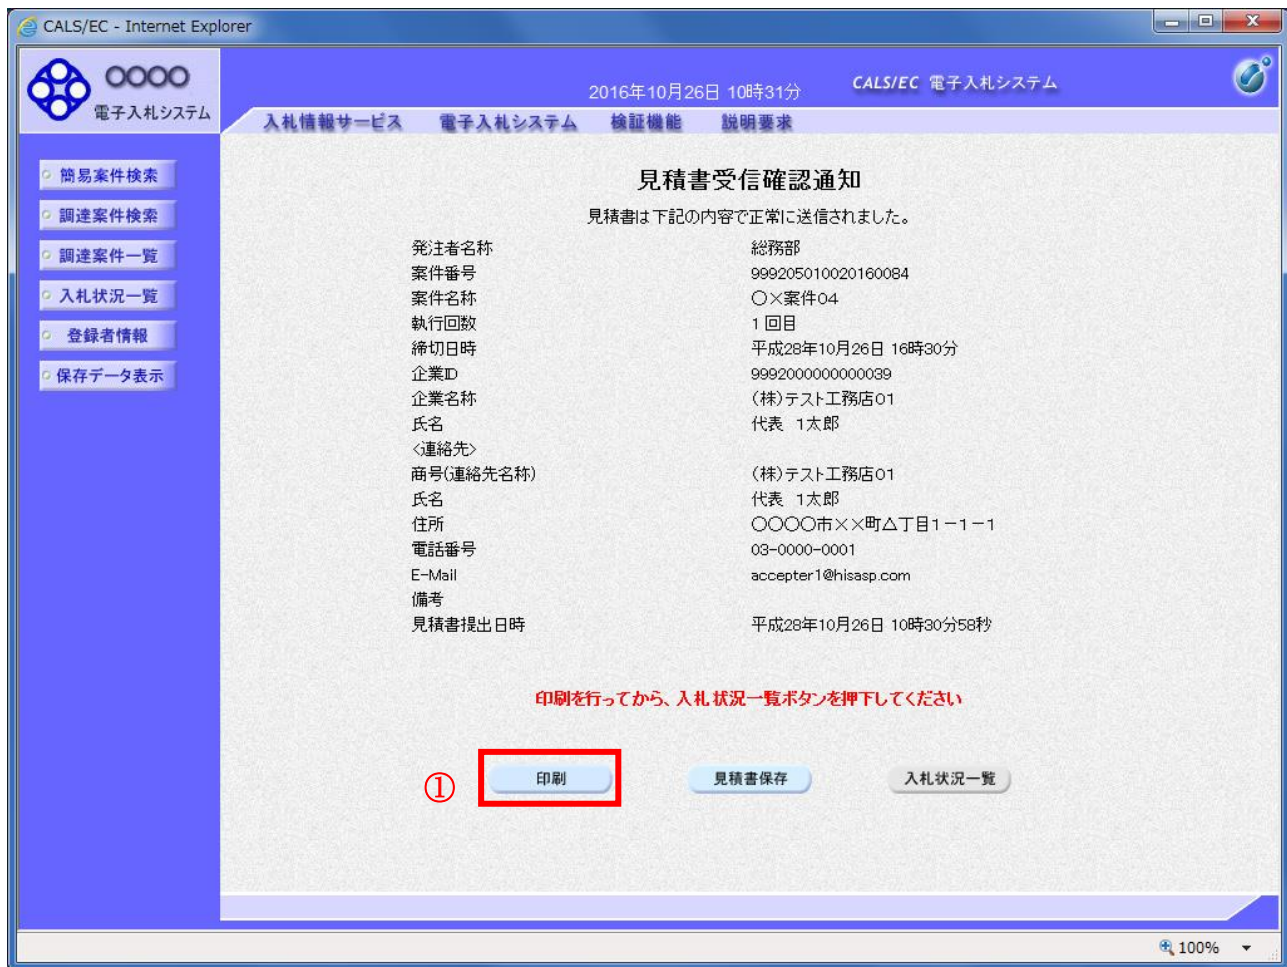 CALS/EC - Internet Explorer
〇〇〇〇
電子入札システム
2016年10月26日 10時31分
CALS/EC 電子入札システム
入札情報サービス 電子入札システム 検証機能 説明要求
簡易案件検索
調達案件検索
調達案件一覧
入札状況一覧
登録者情報
保存データ表示
見積書受信確認通知
見積書は下記の内容で正常に送信されました。
発注者名称 総務部
案件番号 999205010020160084
案件名称 〇×案件04
執行回数 1回目
締切日時 平成28年10月26日 16時30分
企業ID 9992000000000039
企業名称 (株)テスト工務店01
氏名 代表 1太郎
<連絡先>
商号(連絡先名称) (株)テスト工務店01
氏名 代表 1太郎
住所 〇〇〇〇市××町△丁目1-1-1
電話番号 03-0000-0001
E-Mail accepter1@hisasp.com
備考
見積書提出日時 平成28年10月26日 10時30分58秒
印刷を行ってから、入札状況一覧ボタンを押下してください
① 印刷 見積書保存 入札状況一覧
100%